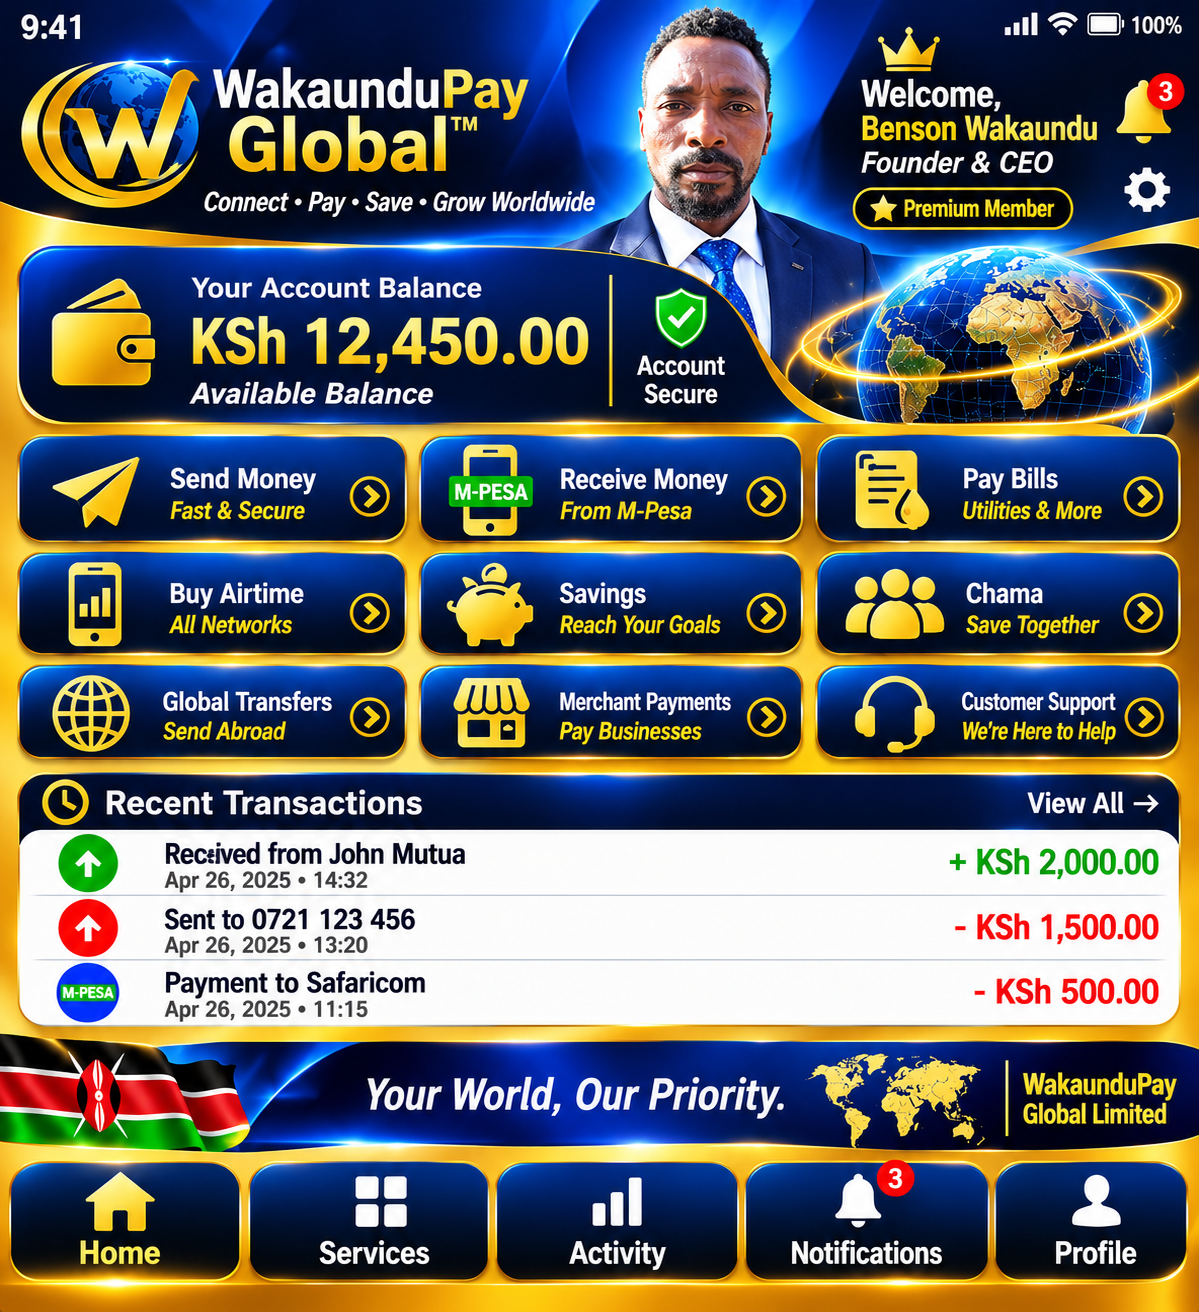 9:41
100%
WakaunduPay
Global™
Connect • Pay • Save • Grow Worldwide
Welcome,
Benson Wakaundu
Founder & CEO
Premium Member
3
Your Account Balance
KSh 12,450.00
Available Balance
Account
Secure
Send Money
Fast & Secure
M-PESA
Receive Money
From M-Pesa
Pay Bills
Utilities & More
Buy Airtime
All Networks
Savings
Reach Your Goals
Chama
Save Together
Global Transfers
Send Abroad
Merchant Payments
Pay Businesses
Customer Support
We're Here to Help
Recent Transactions
View All →
Received from John Mutua
Apr 26, 2025 • 14:32
+ KSh 2,000.00
Sent to 0721 123 456
Apr 26, 2025 • 13:20
- KSh 1,500.00
M-PESA
Payment to Safaricom
Apr 26, 2025 • 11:15
- KSh 500.00
Your World, Our Priority.
WakaunduPay
Global Limited
Home
Services
Activity
3
Notifications
Profile